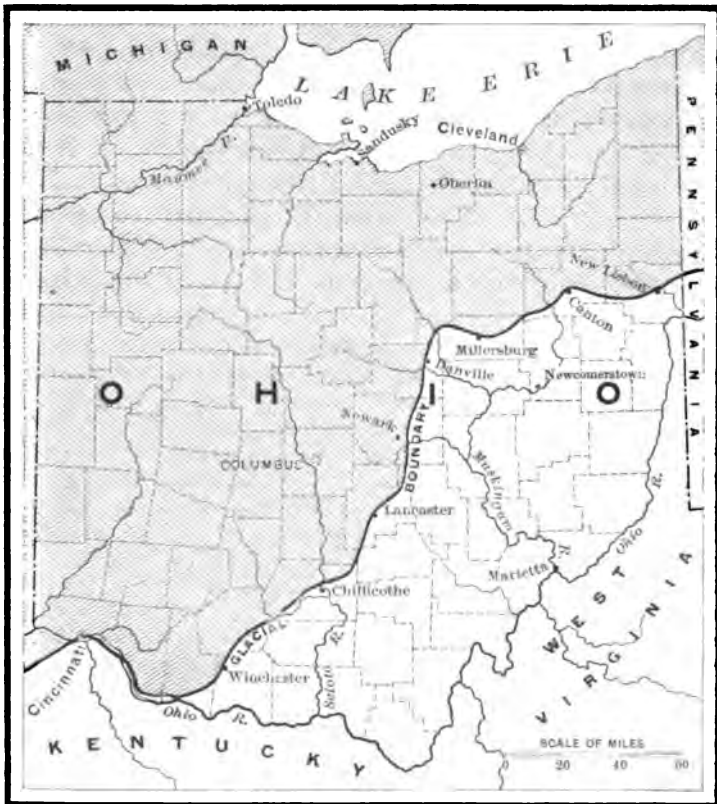 MICHIGAN
LAKE ERIE
Toledo
Maumee R.
Sandusky
Cleveland
Oberlin
PENNSYLVANIA
New Lisbon
Canton
Millersburg
Danville
Newcomerstown
OHIO
Newark
COLUMBUS
GLACIAL BOUNDARY
Muskingum R.
Lancaster
Ohio R.
Marietta
Chillicothe
WEST VIRGINIA
Winchester
Scioto R.
Cincinnati
Ohio R.
KENTUCKY
SCALE OF MILES
0 20 40 60